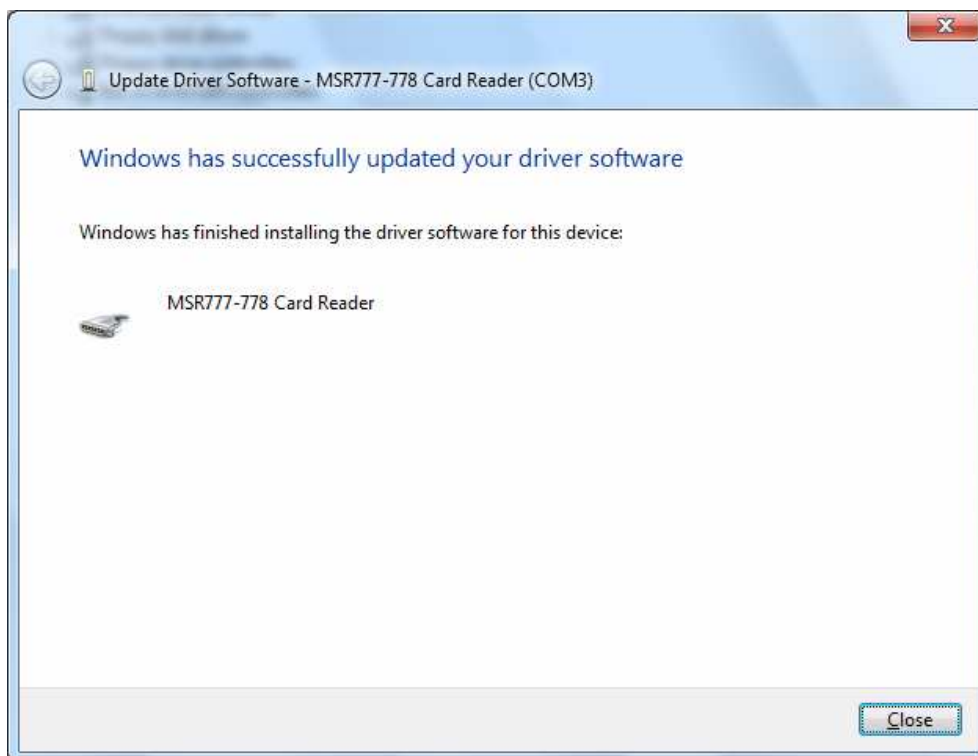 Update Driver Software - MSR777-778 Card Reader (COM3)
Windows has successfully updated your driver software
Windows has finished installing the driver software for this device:
MSR777-778 Card Reader
Close